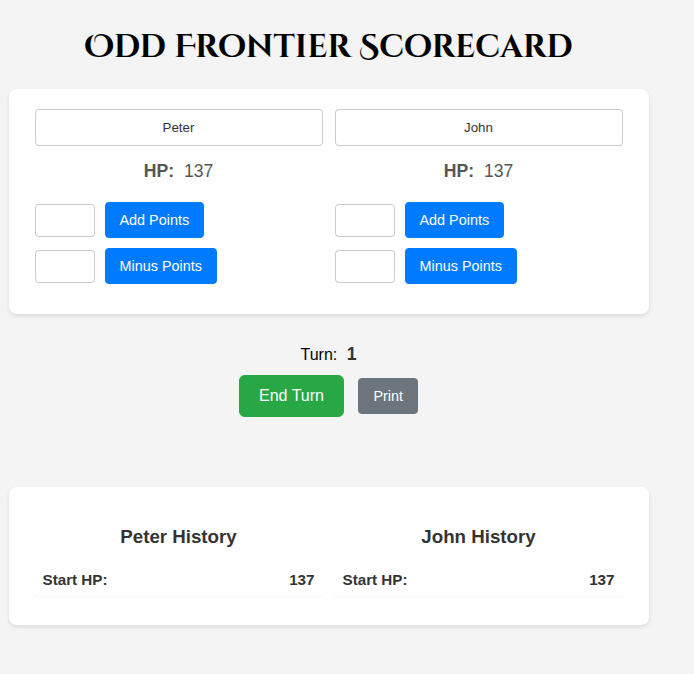 Odd Frontier Scorecard
Peter John
HP: 137 HP: 137
Add Points Add Points
Minus Points Minus Points
Turn: 1
End Turn Print
Peter History John History
Start HP: 137 Start HP: 137